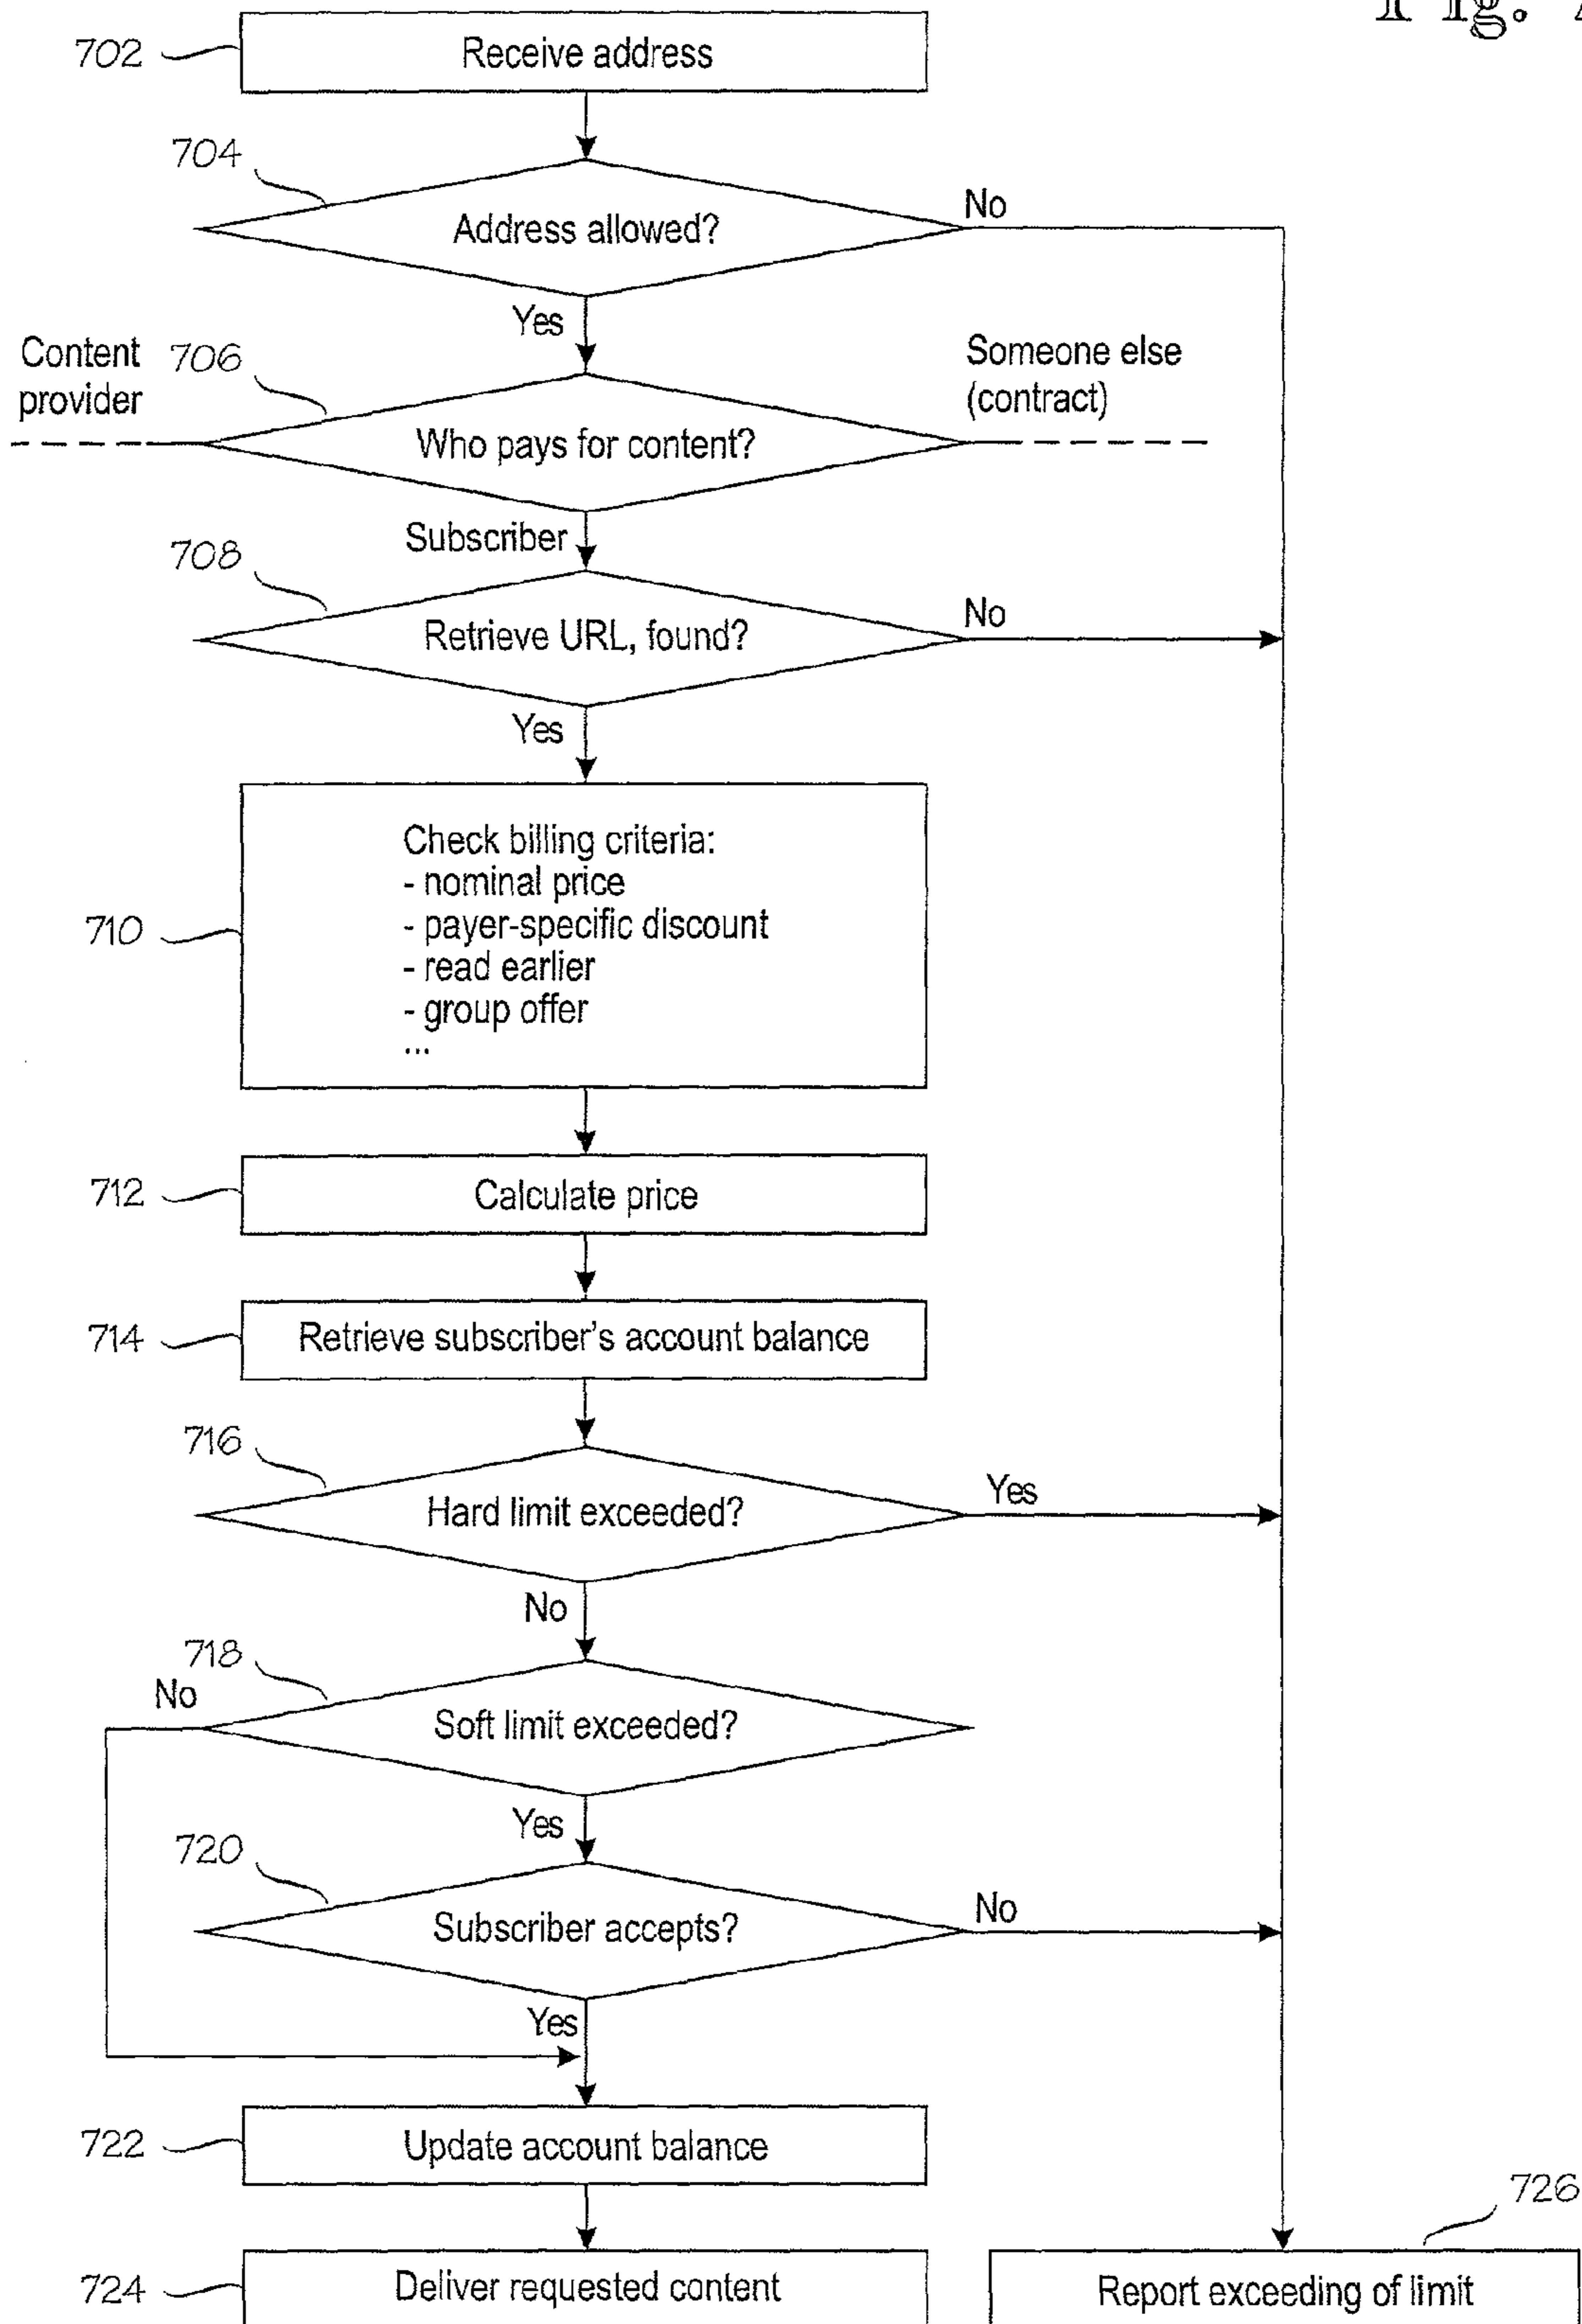 Fig.
702
Receive address
704
Address allowed?
No
Yes
Content
provider
706
Someone else
(contract)
Who pays for content?
Subscriber
708
Retrieve URL, found?
No
Yes
710
Check billing criteria:
- nominal price
- payer-specific discount
- read earlier
- group offer
...
712
Calculate price
714
Retrieve subscriber's account balance
716
Hard limit exceeded?
Yes
No
718
No
Soft limit exceeded?
Yes
720
Subscriber accepts?
No
Yes
722
Update account balance
726
724
Deliver requested content
Report exceeding of limit